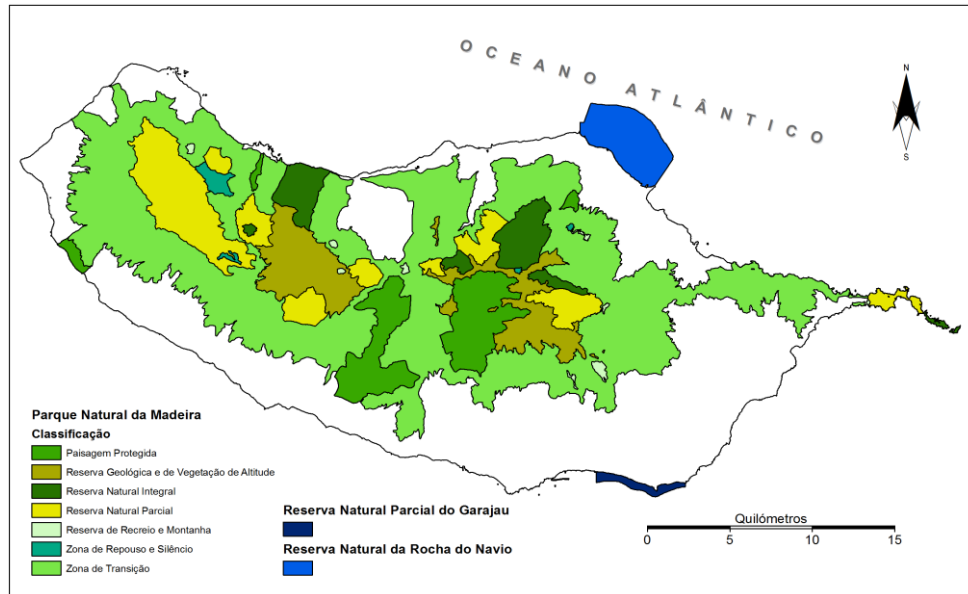 OCEANO ATLÂNTICO
N
S
Parque Natural da Madeira
Classificação
Paisagem Protegida
Reserva Geológica e de Vegetação de Altitude
Reserva Natural Integral
Reserva Natural Parcial
Reserva de Recreio e Montanha
Zona de Repouso e Silêncio
Zona de Transição
Reserva Natural Parcial do Garajau
Reserva Natural da Rocha do Navio
Quilómetros
0 5 10 15